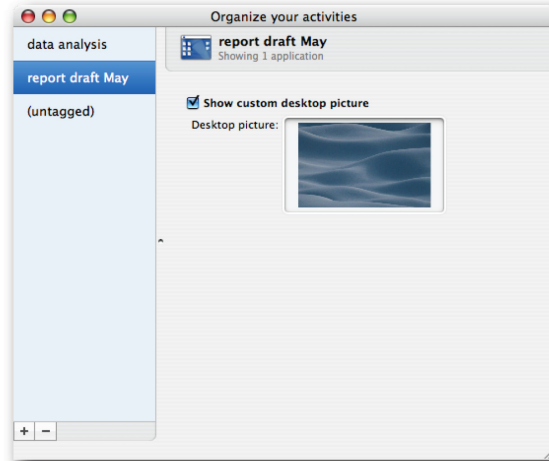 Organize your activities
data analysis
report draft May
(untagged)
report draft May
Showing 1 application
Show custom desktop picture
Desktop picture:
+ −